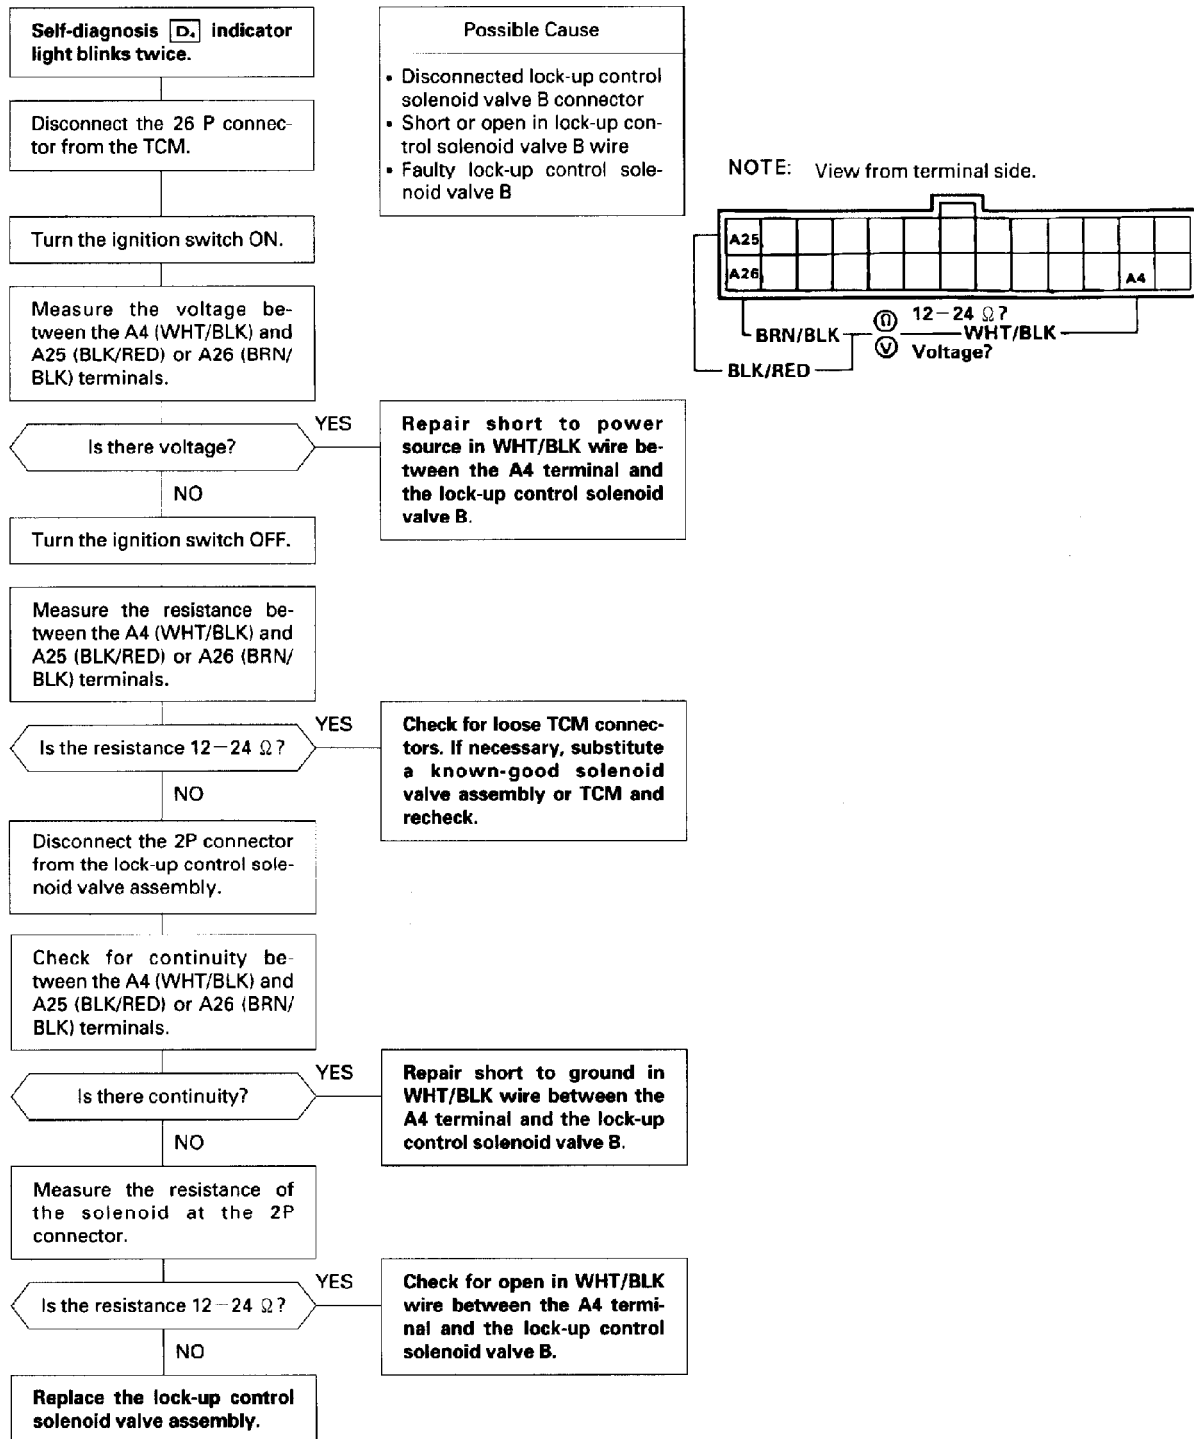 Self-diagnosis D4 indicator
light blinks twice.
Possible Cause
• Disconnected lock-up control
solenoid valve B connector
• Short or open in lock-up con-
trol solenoid valve B wire
• Faulty lock-up control sole-
noid valve B
Disconnect the 26 P connec-
tor from the TCM.
NOTE: View from terminal side.
A25
A26
A4
BRN/BLK
BLK/RED
Ω
V
12-24 Ω?
WHT/BLK
Voltage?
Turn the ignition switch ON.
Measure the voltage be-
tween the A4 (WHT/BLK) and
A25 (BLK/RED) or A26 (BRN/
BLK) terminals.
Is there voltage?
YES
Repair short to power
source in WHT/BLK wire be-
tween the A4 terminal and
the lock-up control solenoid
valve B.
NO
Turn the ignition switch OFF.
Measure the resistance be-
tween the A4 (WHT/BLK) and
A25 (BLK/RED) or A26 (BRN/
BLK) terminals.
Is the resistance 12-24 Ω?
YES
Check for loose TCM connec-
tors. If necessary, substitute
a known-good solenoid
valve assembly or TCM and
recheck.
NO
Disconnect the 2P connector
from the lock-up control sole-
noid valve assembly.
Check for continuity be-
tween the A4 (WHT/BLK) and
A25 (BLK/RED) or A26 (BRN/
BLK) terminals.
Is there continuity?
YES
Repair short to ground in
WHT/BLK wire between the
A4 terminal and the lock-up
control solenoid valve B.
NO
Measure the resistance of
the solenoid at the 2P
connector.
Is the resistance 12-24 Ω?
YES
Check for open in WHT/BLK
wire between the A4 termi-
nal and the lock-up control
solenoid valve B.
NO
Replace the lock-up control
solenoid valve assembly.